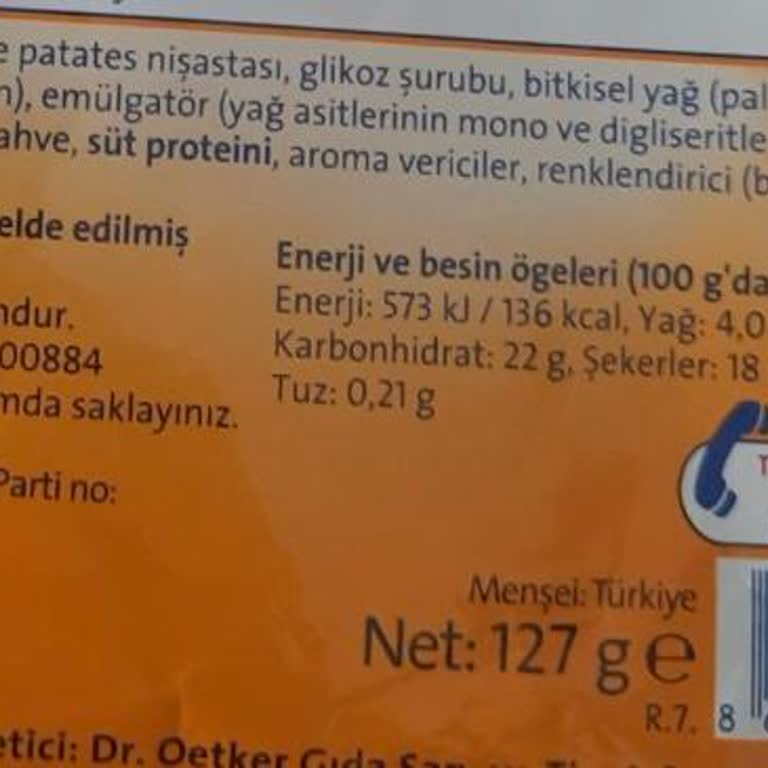 e patates nişastası, glikoz şurubu, bitkisel yağ (pal
n), emülgatör (yağ asitlerinin mono ve digliseritle
ahve, süt proteini, aroma vericiler, renklendirici (b
elde edilmiş
Enerji ve besin ögeleri (100 g'da
Enerji: 573 kJ / 136 kcal, Yağ: 4,0
Karbonhidrat: 22 g, Şekerler: 18
Tuz: 0,21 g
ndur.
00884
mda saklayınız.
Parti no:
T
Menşei: Türkiye
Net: 127 g e
R.7. 8
etici: Dr. Oetker Gıda